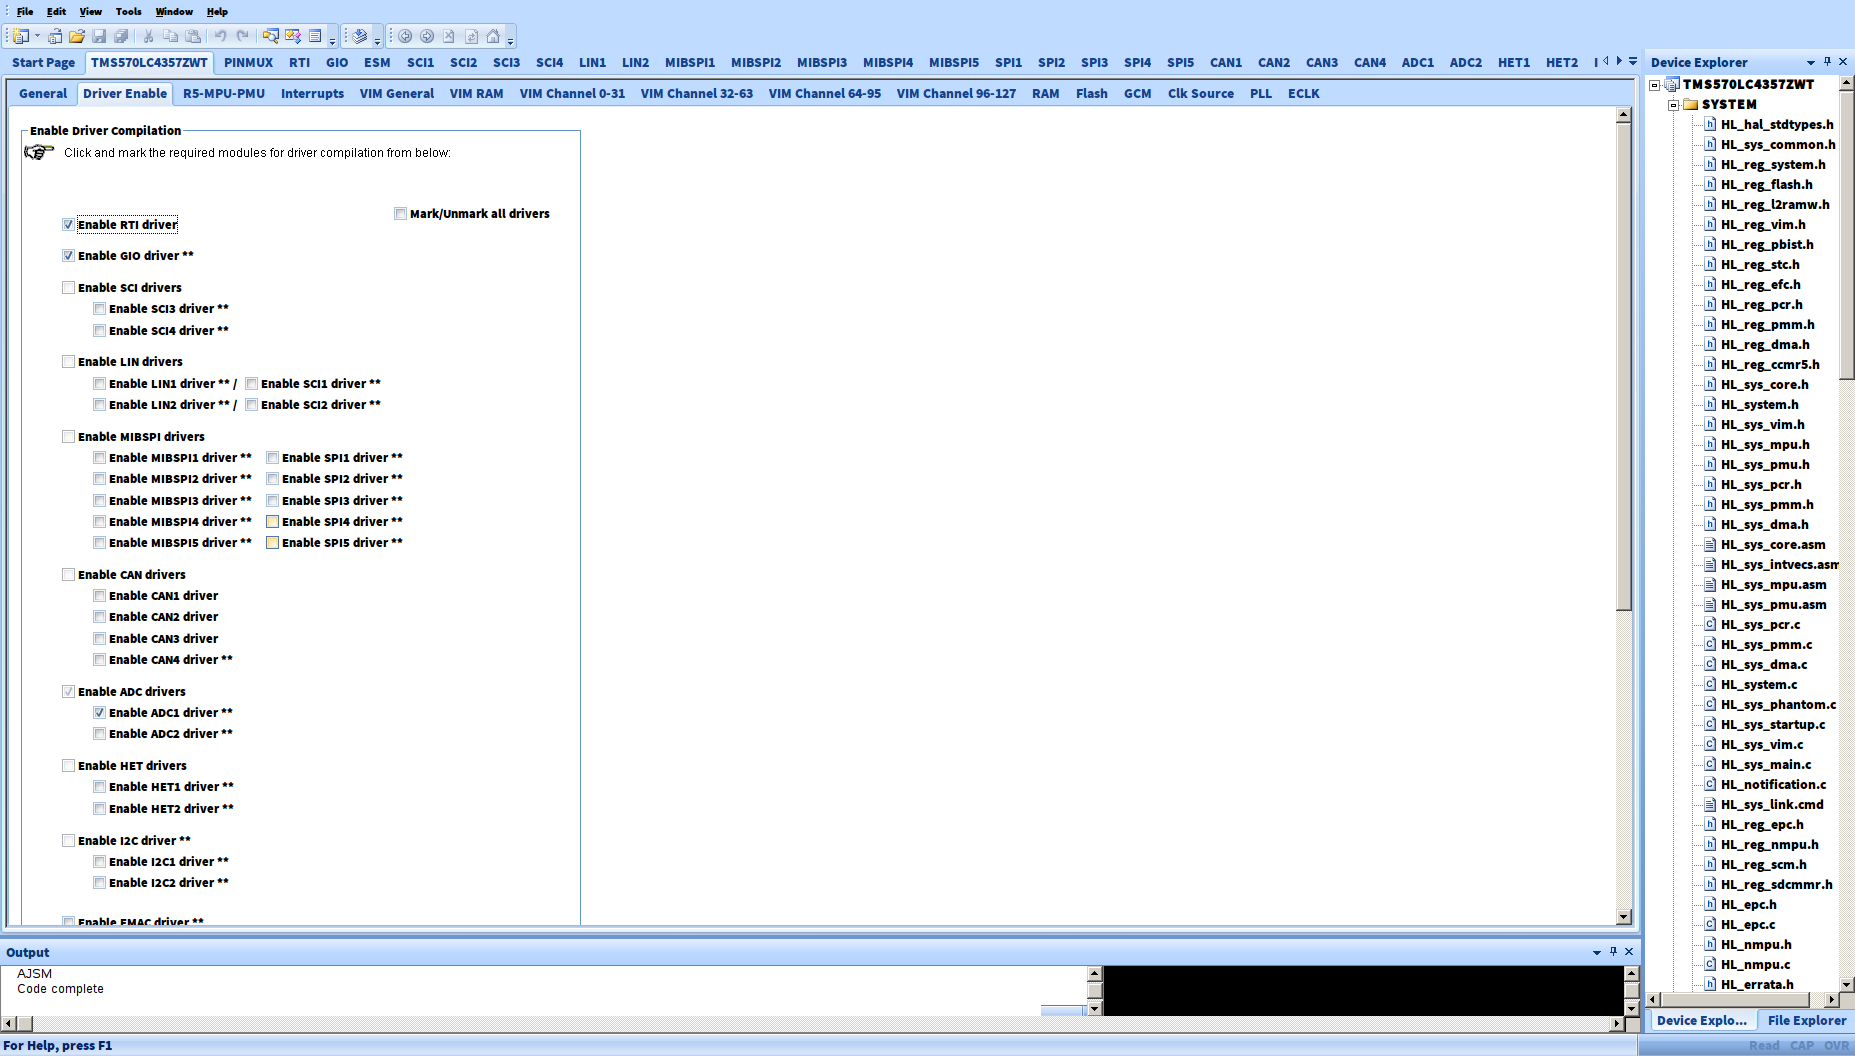 File Edit View Tools Window Help
Start Page TMS570LC4357ZWT PINMUX RTI GIO ESM SCI1 SCI2 SCI3 SCI4 LIN1 LIN2 MIBSPI1 MIBSPI2 MIBSPI3 MIBSPI4 MIBSPI5 SPI1 SPI2 SPI3 SPI4 SPI5 CAN1 CAN2 CAN3 CAN4 ADC1 ADC2 HET1 HET2 I
General Driver Enable R5-MPU-PMU Interrupts VIM General VIM RAM VIM Channel 0-31 VIM Channel 32-63 VIM Channel 64-95 VIM Channel 96-127 RAM Flash GCM Clk Source PLL ECLK
Enable Driver Compilation
Click and mark the required modules for driver compilation from below:
Mark/Unmark all drivers
Enable RTI driver
Enable GIO driver **
Enable SCI drivers
Enable SCI3 driver **
Enable SCI4 driver **
Enable LIN drivers
Enable LIN1 driver ** / Enable SCI1 driver **
Enable LIN2 driver ** / Enable SCI2 driver **
Enable MIBSPI drivers
Enable MIBSPI1 driver ** Enable SPI1 driver **
Enable MIBSPI2 driver ** Enable SPI2 driver **
Enable MIBSPI3 driver ** Enable SPI3 driver **
Enable MIBSPI4 driver ** Enable SPI4 driver **
Enable MIBSPI5 driver ** Enable SPI5 driver **
Enable CAN drivers
Enable CAN1 driver
Enable CAN2 driver
Enable CAN3 driver
Enable CAN4 driver **
Enable ADC drivers
Enable ADC1 driver **
Enable ADC2 driver **
Enable HET drivers
Enable HET1 driver **
Enable HET2 driver **
Enable I2C driver **
Enable I2C1 driver **
Enable I2C2 driver **
Enable EMAC driver **
Output
AJSM
Code complete
For Help, press F1
Device Explorer
TMS570LC4357ZWT
SYSTEM
HL_hal_stdtypes.h
HL_sys_common.h
HL_reg_system.h
HL_reg_flash.h
HL_reg_l2ramw.h
HL_reg_vim.h
HL_reg_pbist.h
HL_reg_stc.h
HL_reg_efc.h
HL_reg_pcr.h
HL_reg_pmm.h
HL_reg_dma.h
HL_reg_ccmr5.h
HL_sys_core.h
HL_system.h
HL_sys_vim.h
HL_sys_mpu.h
HL_sys_pmu.h
HL_sys_pcr.h
HL_sys_pmm.h
HL_sys_dma.h
HL_sys_core.asm
HL_sys_intvecs.asm
HL_sys_mpu.asm
HL_sys_pmu.asm
HL_sys_pcr.c
HL_sys_pmm.c
HL_sys_dma.c
HL_system.c
HL_sys_phantom.c
HL_sys_startup.c
HL_sys_vim.c
HL_sys_main.c
HL_notification.c
HL_sys_link.cmd
HL_reg_epc.h
HL_reg_nmpu.h
HL_reg_scm.h
HL_reg_sdcmmr.h
HL_epc.h
HL_epc.c
HL_nmpu.h
HL_nmpu.c
HL_errata.h
Device Explo... File Explorer
Read CAP OVR